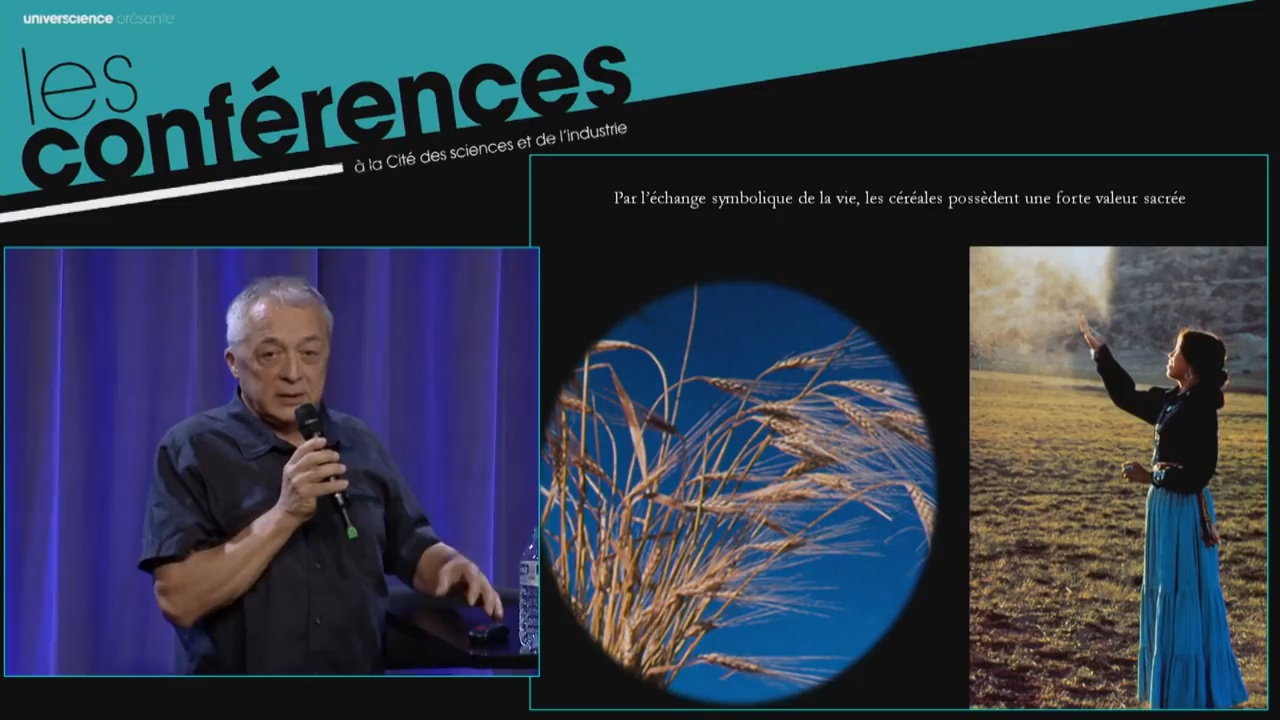 universcience présente
les
conférences
à la Cité des sciences et de l'industrie
Par l'échange symbolique de la vie, les céréales possèdent une forte valeur sacrée